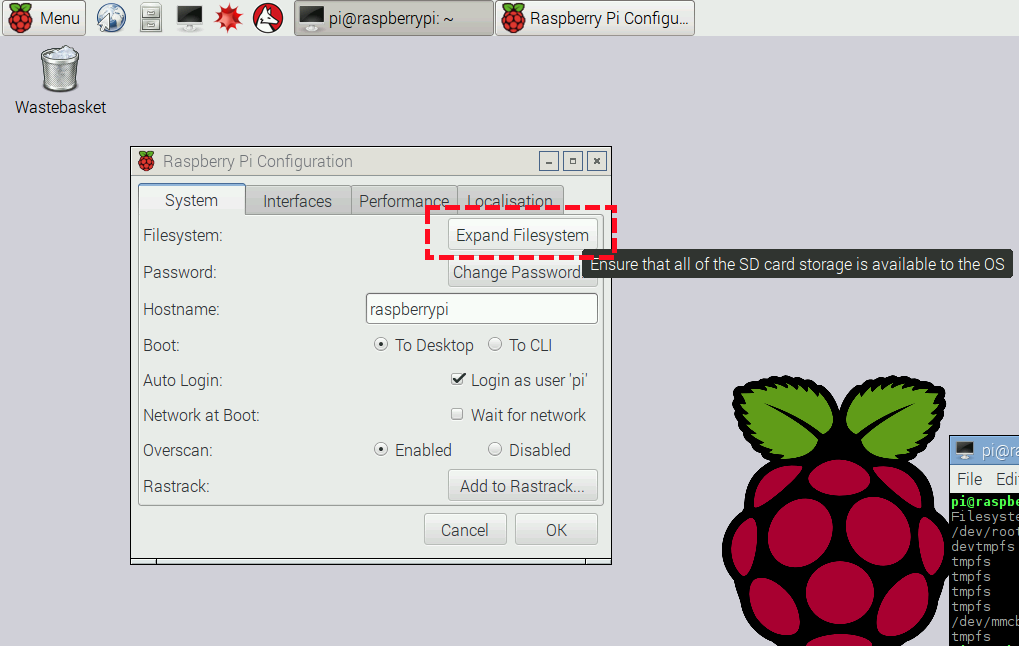 Menu
pi@raspberrypi: ~
Raspberry Pi Configu...
Wastebasket
Raspberry Pi Configuration
System
Interfaces
Performance
Localisation
Filesystem:
Expand Filesystem
Ensure that all of the SD card storage is available to the OS
Password:
Change Password
Hostname:
raspberrypi
Boot:
To Desktop
To CLI
Auto Login:
Login as user 'pi'
Network at Boot:
Wait for network
Overscan:
Enabled
Disabled
Rastrack:
Add to Rastrack...
Cancel
OK
pi@ra
File Edi
pi@raspbe
Filesyste
/dev/root
devtmpfs
tmpfs
tmpfs
tmpfs
tmpfs
/dev/mmcb
tmpfs